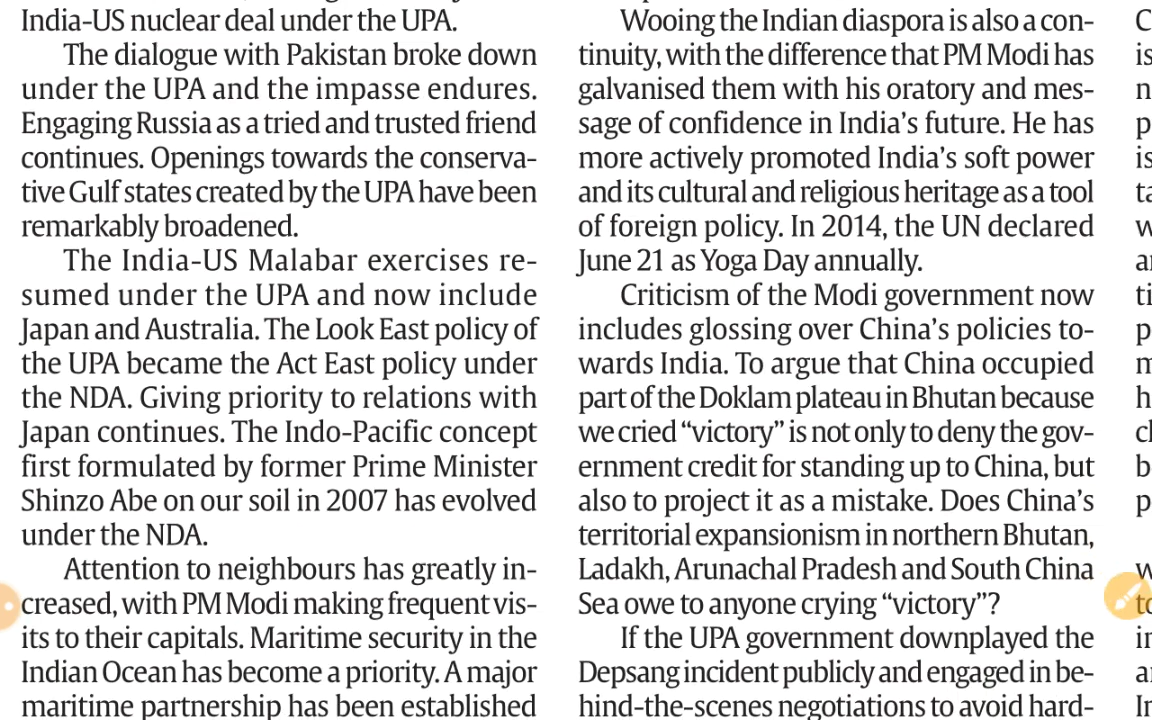 India-US nuclear deal under the UPA.
The dialogue with Pakistan broke down
under the UPA and the impasse endures.
Engaging Russia as a tried and trusted friend
continues. Openings towards the conserva-
tive Gulf states created by the UPA have been
remarkably broadened.
The India-US Malabar exercises re-
sumed under the UPA and now include
Japan and Australia. The Look East policy of
the UPA became the Act East policy under
the NDA. Giving priority to relations with
Japan continues. The Indo-Pacific concept
first formulated by former Prime Minister
Shinzo Abe on our soil in 2007 has evolved
under the NDA.
Attention to neighbours has greatly in-
creased, with PM Modi making frequent vis-
its to their capitals. Maritime security in the
Indian Ocean has become a priority. A major
maritime partnership has been established
Wooing the Indian diaspora is also a con-
tinuity, with the difference that PM Modi has
galvanised them with his oratory and mes-
sage of confidence in India's future. He has
more actively promoted India's soft power
and its cultural and religious heritage as a tool
of foreign policy. In 2014, the UN declared
June 21 as Yoga Day annually.
Criticism of the Modi government now
includes glossing over China's policies to-
wards India. To argue that China occupied
part of the Doklam plateau in Bhutan because
we cried "victory" is not only to deny the gov-
ernment credit for standing up to China, but
also to project it as a mistake. Does China's
territorial expansionism in northern Bhutan,
Ladakh, Arunachal Pradesh and South China
Sea owe to anyone crying "victory"?
If the UPA government downplayed the
Depsang incident publicly and engaged in be-
hind-the-scenes negotiations to avoid hard-